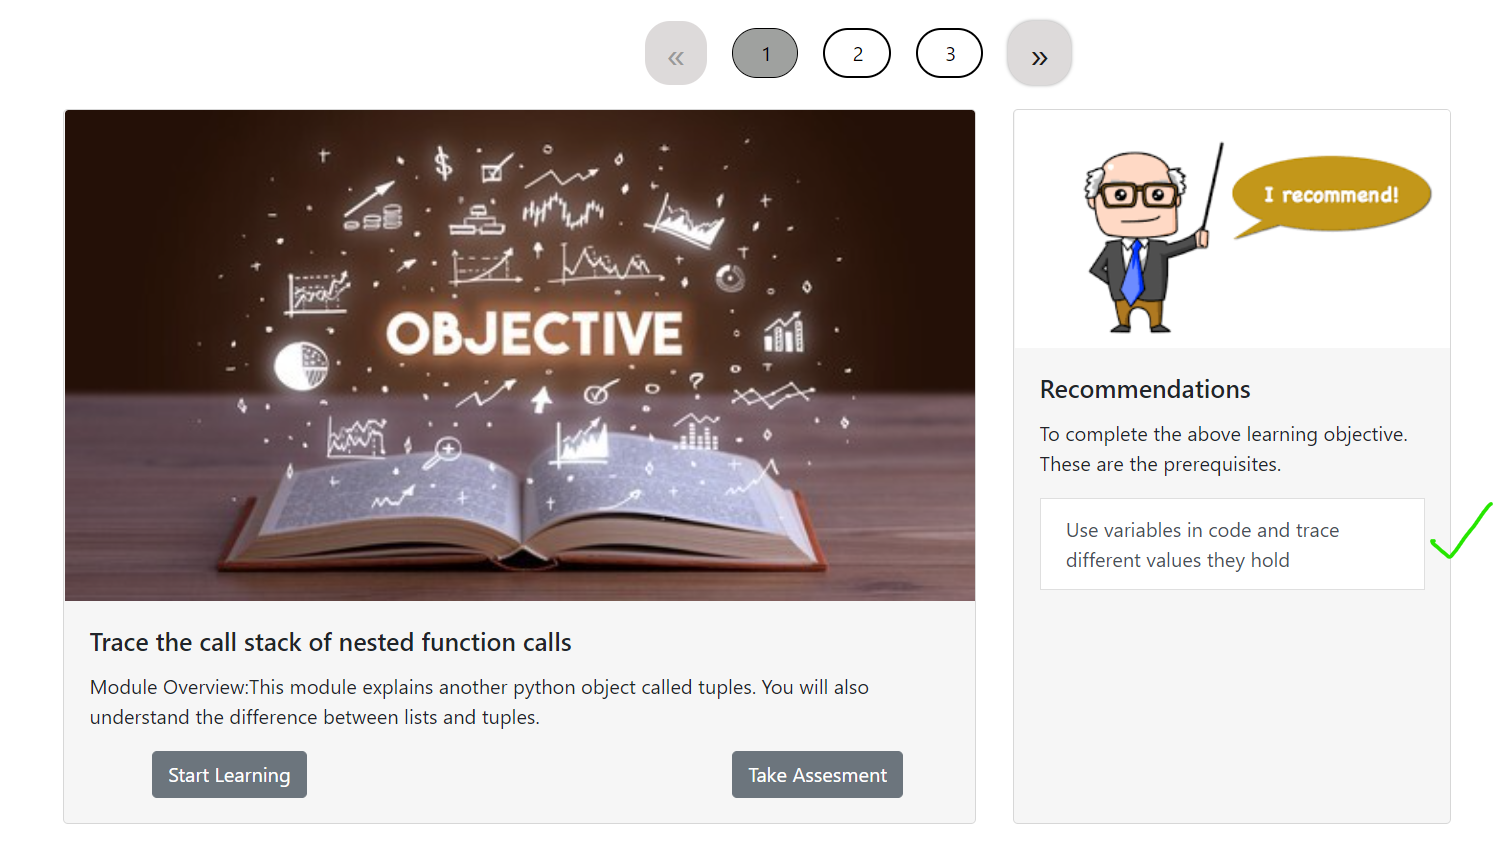 «
1
2
3
»
OBJECTIVE
Trace the call stack of nested function calls
Module Overview:This module explains another python object called tuples. You will also
understand the difference between lists and tuples.
Start Learning
Take Assesment
I recommend!
Recommendations
To complete the above learning objective.
These are the prerequisites.
Use variables in code and trace
different values they hold